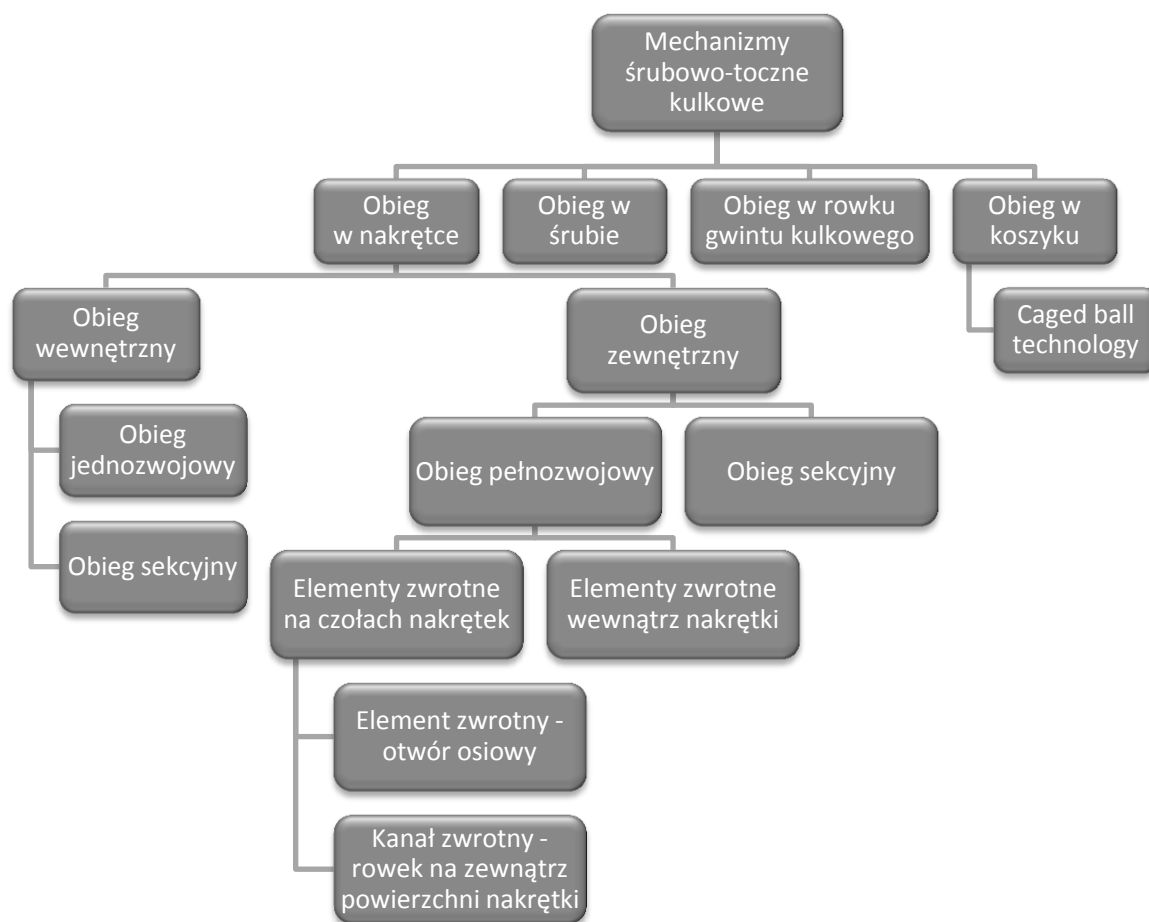 Mechanizmy
śrubowo-toczne
kulkowe
Obieg
w nakrętce
Obieg w
śrubie
Obieg w rowku
gwintu kulkowego
Obieg w
koszyku
Obieg
wewnętrzny
Obieg
zewnętrzny
Caged ball
technology
Obieg
jednozwojowy
Obieg pełnozwojowy
Obieg sekcyjny
Obieg sekcyjny
Elementy zwrotne
na czołach nakrętek
Elementy zwrotne
wewnątrz nakrętki
Element zwrotny -
otwór osiowy
Kanał zwrotny -
rowek na zewnątrz
powierzchni nakrętki